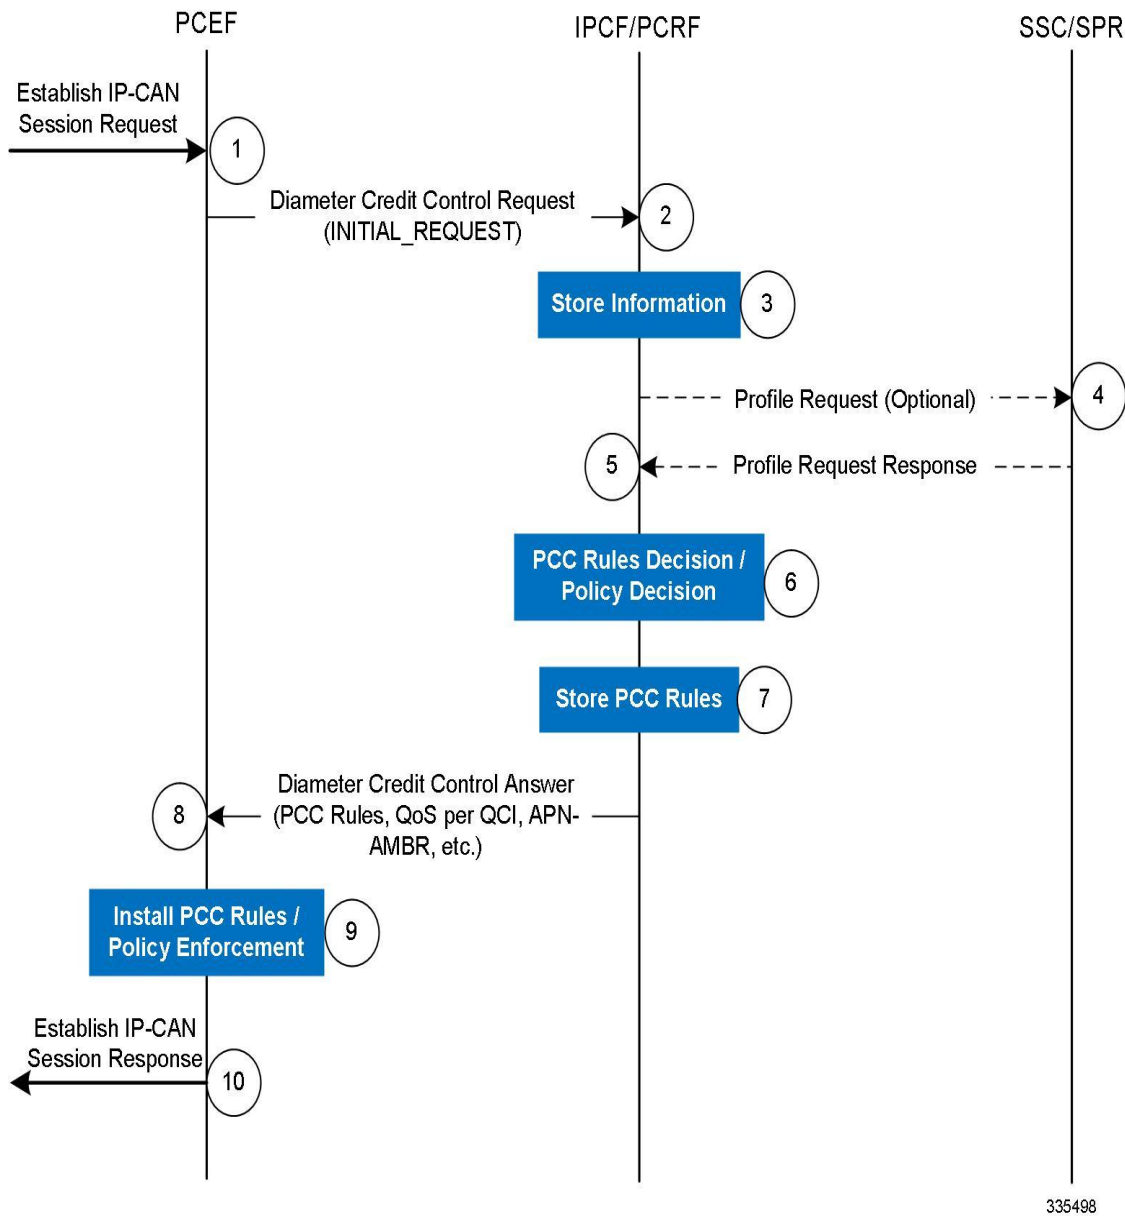 PCEF
IPCF/PCRF
SSC/SPR
Establish IP-CAN
Session Request
1
Diameter Credit Control Request
(INITIAL_REQUEST)
2
Store Information
3
Profile Request (Optional)
4
5
Profile Request Response
PCC Rules Decision /
Policy Decision
6
Store PCC Rules
7
8
Diameter Credit Control Answer
(PCC Rules, QoS per QCI, APN-
AMBR, etc.)
Install PCC Rules /
Policy Enforcement
9
Establish IP-CAN
Session Response
10
335498